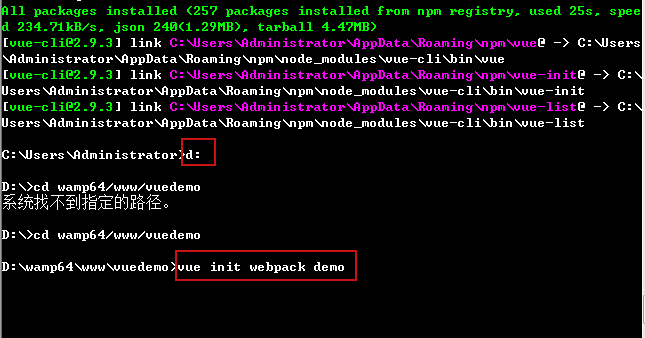 All packages installed (257 packages installed from npm registry, used 25s, spee
d 234.71kB/s, json 240(1.29MB), tarball 4.47MB)
[vue-cli@2.9.3] link C:\Users\Administrator\AppData\Roaming\npm\vue@ -> C:\Users
\Administrator\AppData\Roaming\npm\node_modules\vue-cli\bin\vue
[vue-cli@2.9.3] link C:\Users\Administrator\AppData\Roaming\npm\vue-init@ -> C:\
Users\Administrator\AppData\Roaming\npm\node_modules\vue-cli\bin\vue-init
[vue-cli@2.9.3] link C:\Users\Administrator\AppData\Roaming\npm\vue-list@ -> C:\
Users\Administrator\AppData\Roaming\npm\node_modules\vue-cli\bin\vue-list
C:\Users\Administrator>d:
D:\>cd wamp64/www/vuedemo
系统找不到指定的路径。
D:\>cd wamp64/www/vuedemo
D:\wamp64\www\vuedemo>vue init webpack demo